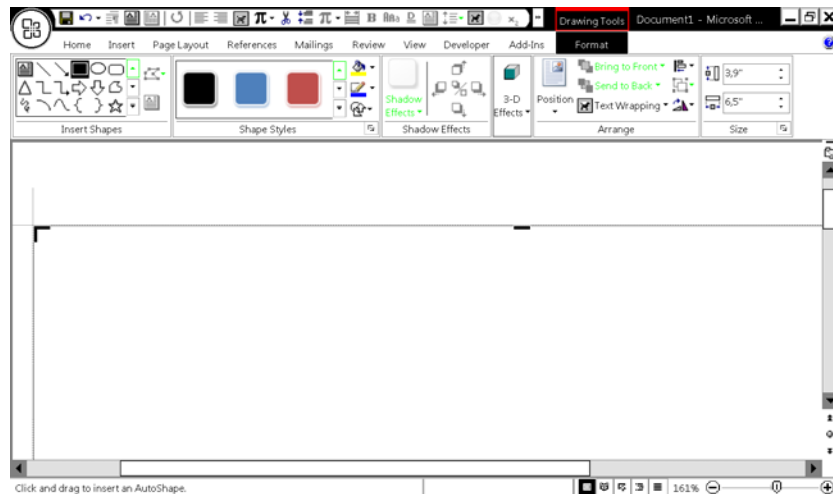 Drawing Tools Document1 - Microsoft ...
Home Insert Page Layout References Mailings Review View Developer Add-Ins Format
Bring to Front
3,9"
Send to Back
Shadow Effects
3-D Effects
Position
Text Wrapping
6,5"
Insert Shapes Shape Styles Shadow Effects Arrange Size
Click and drag to insert an AutoShape.
161%